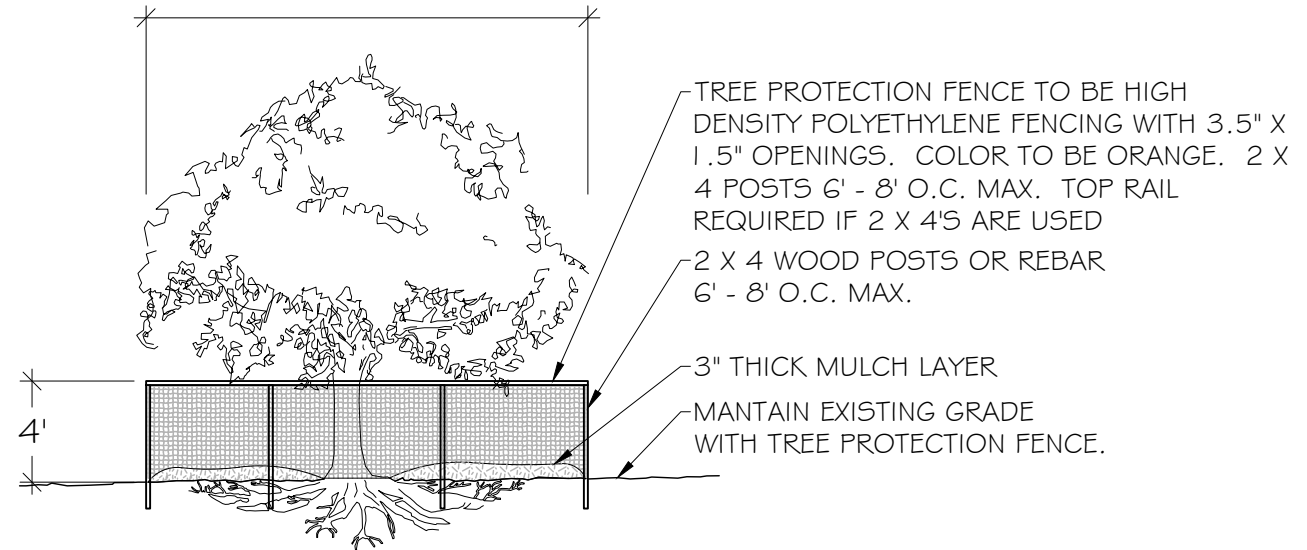 TREE PROTECTION FENCE TO BE HIGH
DENSITY POLYETHYLENE FENCING WITH 3.5" X
1.5" OPENINGS. COLOR TO BE ORANGE. 2 X
4 POSTS 6' - 8' O.C. MAX. TOP RAIL
REQUIRED IF 2 X 4'S ARE USED
2 X 4 WOOD POSTS OR REBAR
6' - 8' O.C. MAX.
3" THICK MULCH LAYER
MANTAIN EXISTING GRADE
WITH TREE PROTECTION FENCE.
4'